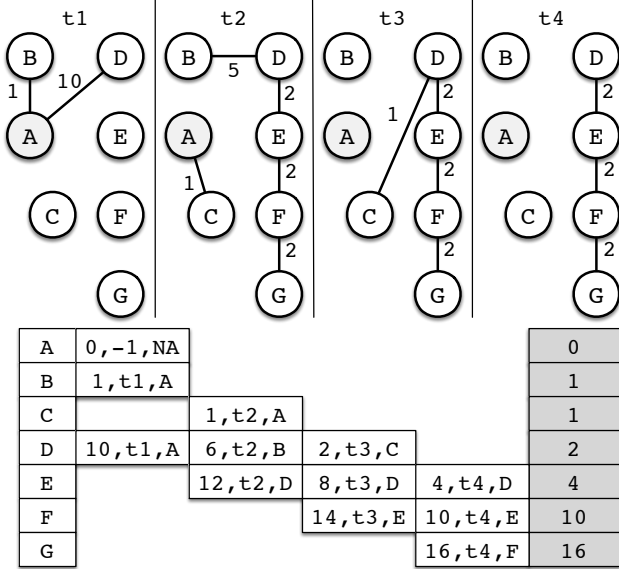 t1 t2 t3 t4
B D B D B D B D
1 10 5 2 1 2 2
A E A E A E A E
1 2 2 2
C F C F C F C F
2 2 2
G G G G
A 0,-1,NA 0
B 1,t1,A 1
C 1,t2,A 1
D 10,t1,A 6,t2,B 2,t3,C 2
E 12,t2,D 8,t3,D 4,t4,D 4
F 14,t3,E 10,t4,E 10
G 16,t4,F 16